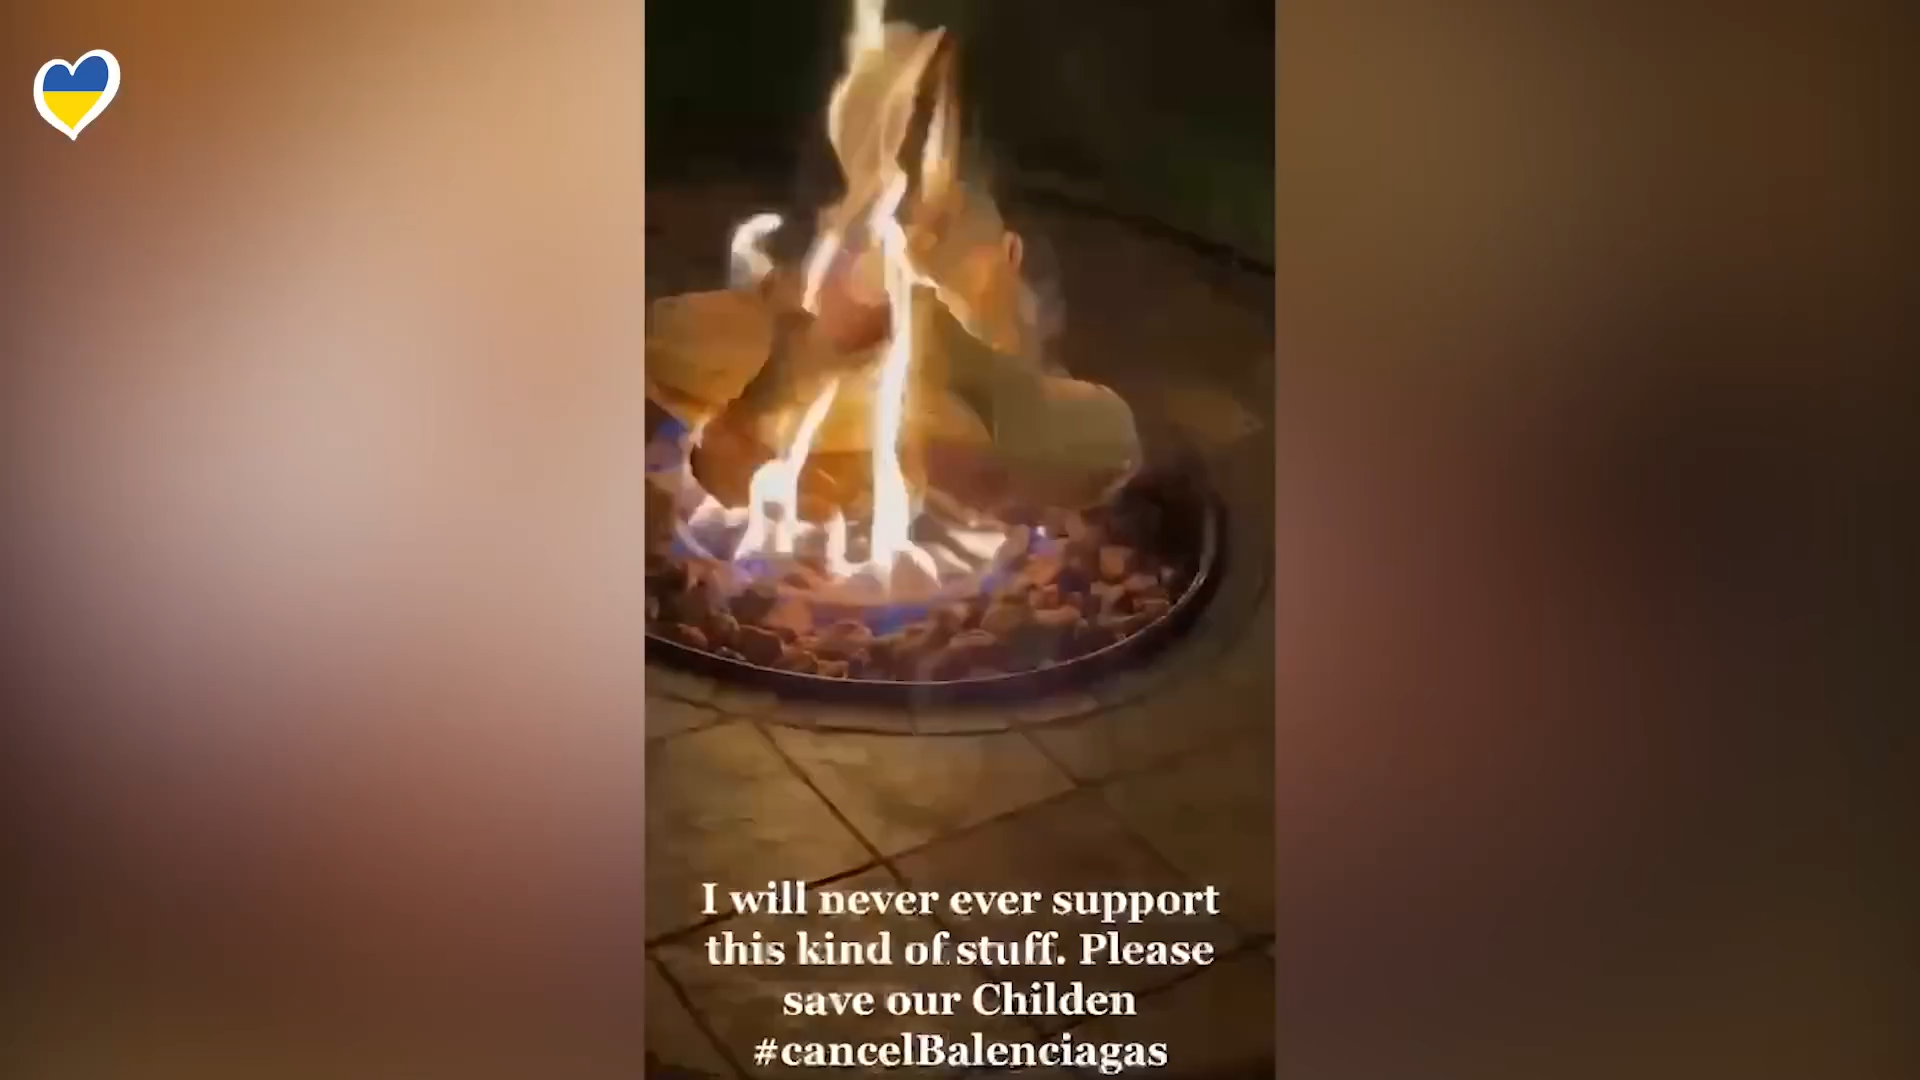 I will never ever support
this kind of stuff. Please
save our Childen
#cancelBalenciagas